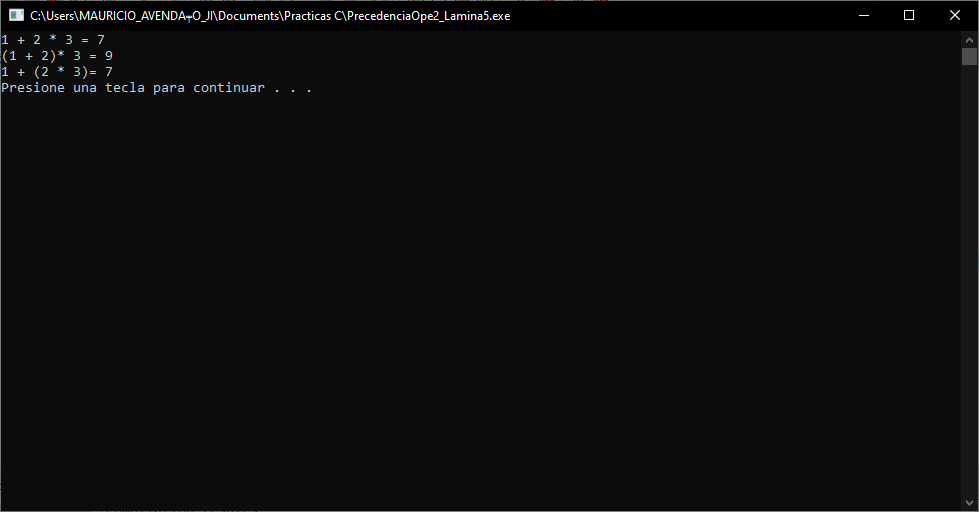 C:\Users\MAURICIO_AVENDA╤O_JI\Documents\Practicas C\PrecedenciaOpe2_Lamina5.exe
1 + 2 * 3 = 7
(1 + 2)* 3 = 9
1 + (2 * 3)= 7
Presione una tecla para continuar . . .